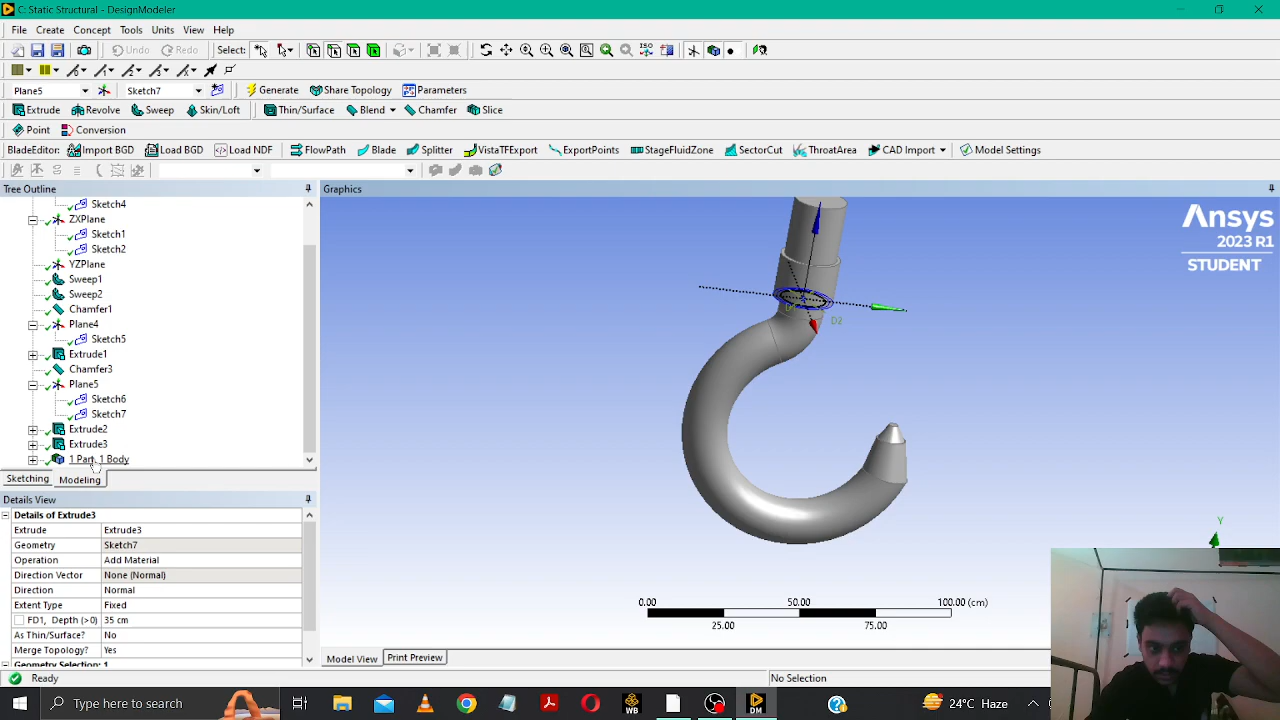 C: Static Structural - DesignModeler
File Create Concept Tools Units View Help
Undo Redo Select:
Plane5 Sketch7 Generate Share Topology Parameters
Extrude Revolve Sweep Skin/Loft Thin/Surface Blend Chamfer Slice
Point Conversion
BladeEditor: Import BGD Load BGD Load NDF FlowPath Blade Splitter VistaTFExport ExportPoints StageFluidZone SectorCut ThroatArea CAD Import Model Settings
Tree Outline
Sketch4
ZXPlane
Sketch1
Sketch2
YZPlane
Sweep1
Sweep2
Chamfer1
Plane4
Sketch5
Extrude1
Chamfer3
Plane5
Sketch6
Sketch7
Extrude2
Extrude3
1 Part, 1 Body
Sketching Modeling
Details View
Details of Extrude3
Extrude Extrude3
Geometry Sketch7
Operation Add Material
Direction Vector None (Normal)
Direction Normal
Extent Type Fixed
FD1, Depth (>0) 35 cm
As Thin/Surface? No
Merge Topology? Yes
Geometry Selection: 1
Graphics
Ansys
2023 R1
STUDENT
D2
Y
0.00 50.00 100.00 (cm)
25.00 75.00
Model View Print Preview
Ready No Selection
Type here to search
WB
DM
24°C Haze